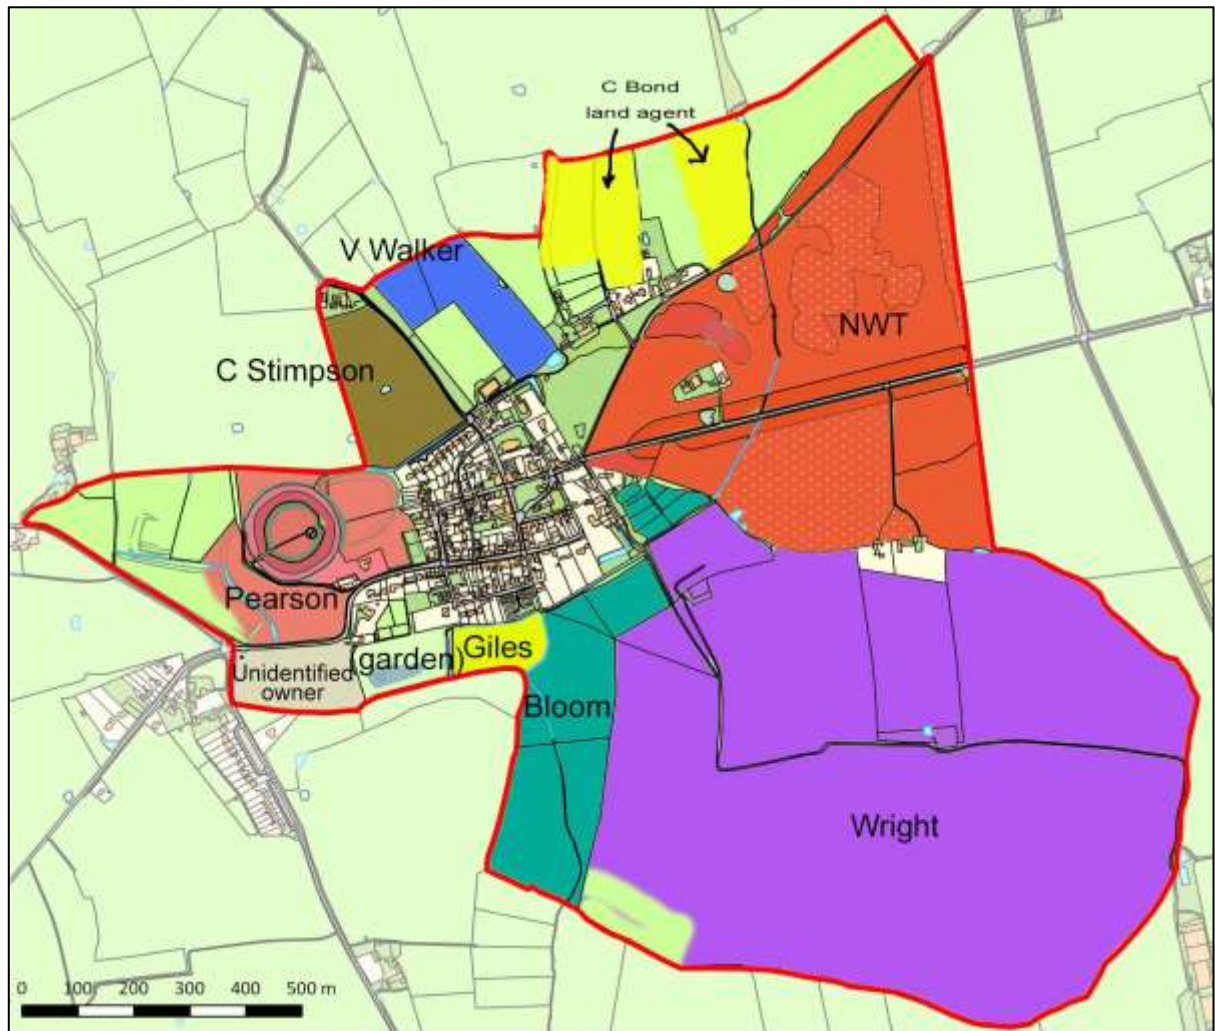 C Bond
land agent
V Walker
NWT
C Stimpson
Pearson
(garden)
Giles
Unidentified
owner
Bloom
Wright
0 100 200 300 400 500 m